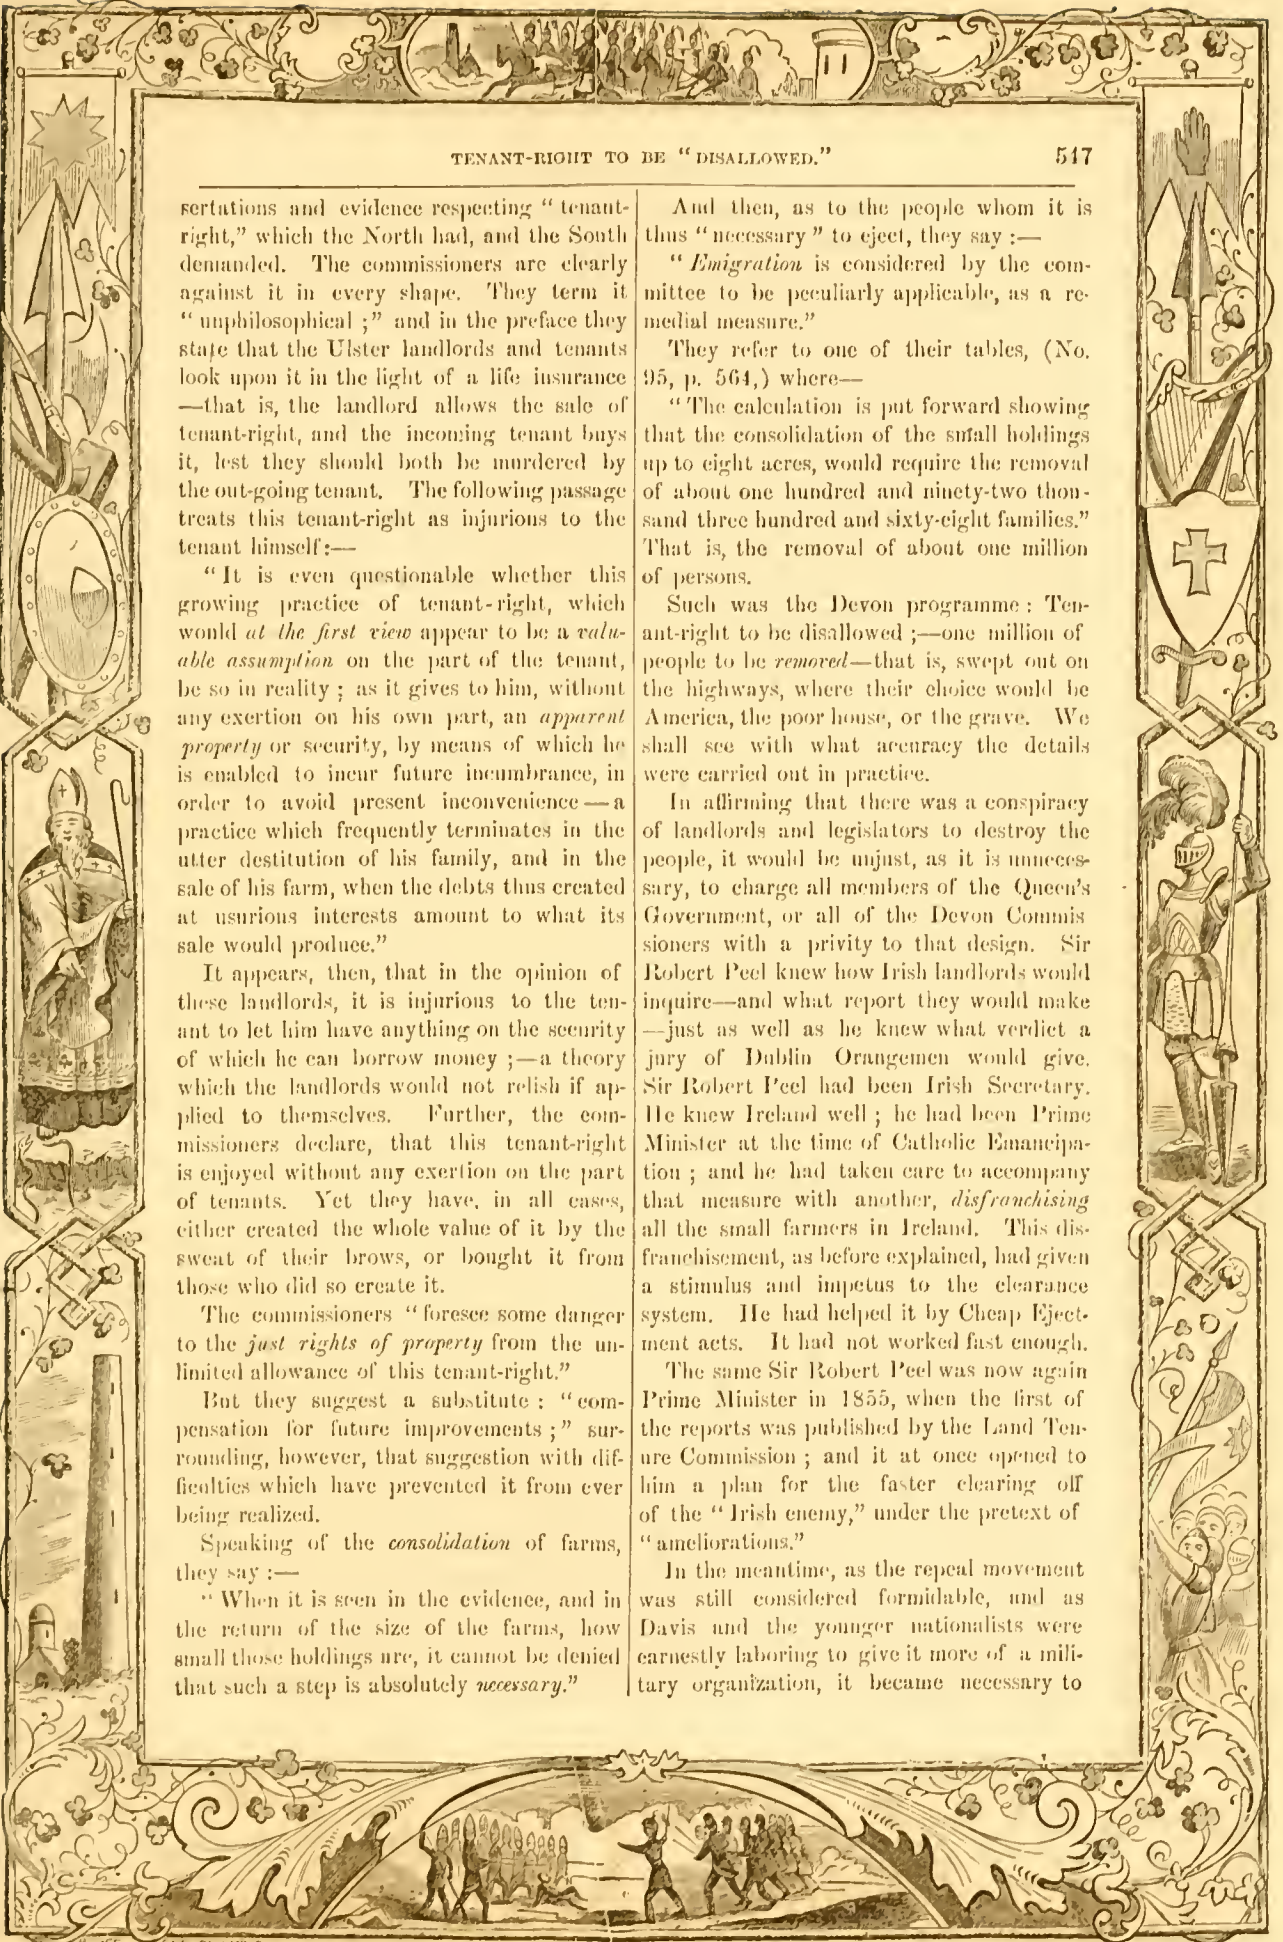 TENANT-RIGHT TO BE “DISALLOWED.” 517
sertations and evidence respecting “ tenant-
right,” which the North had, and the South
demanded. The commissioners are clearly
against it in every shape. They term it
“ unphilosophical ;” and in the preface they
state that the Ulster landlords and tenants
look upon it in the light of a life insurance
—that is, the landlord allows the sale of
tenant-right, and the incoming tenant buys
it, lest they should both be murdered by
the out-going tenant. The following passage
treats this tenant-right as injurious to the
tenant himself:—
“ It is even questionable whether this
growing practice of tenant-right, which
would at the first view appear to be a valu-
able assumption on the part of the tenant,
be so in reality ; as it gives to him, without
any exertion on his own part, an apparent
property or security, by means of which he
is enabled to incur future incumbrance, in
order to avoid present inconvenience—a
practice which frequently terminates in the
utter destitution of his family, and in the
sale of his farm, when the debts thus created
at usurious interests amount to what its
sale would produce.”
It appears, then, that in the opinion of
these landlords, it is injurious to the ten-
ant to let him have anything on the security
of which he can borrow money ;—a theory
which the landlords would not relish if ap-
plied to themselves. Further, the com-
missioners declare, that this tenant-right
is enjoyed without any exertion on the part
of tenants. Yet they have, in all cases,
either created the whole value of it by the
sweat of their brows, or bought it from
those who did so create it.
The commissioners “ foresee some danger
to the just rights of property from the un-
limited allowance of this tenant-right.”
But they suggest a substitute : “ com-
pensation for future improvements ;” sur-
rounding, however, that suggestion with dif-
ficulties which have prevented it from ever
being realized.
Speaking of the consolidation of farms,
they say :—
“ When it is seen in the evidence, and in
the return of the size of the farms, how
small those holdings are, it cannot be denied
that such a step is absolutely necessary.”
And then, as to the people whom it is
thus “ necessary ” to eject, they say :—
“ Emigration is considered by the com-
mittee to be peculiarly applicable, as a re-
medial measure.”
They refer to one of their tables, (No.
95, p. 564,) where—
“ The calculation is put forward showing
that the consolidation of the small holdings
up to eight acres, would require the removal
of about one hundred and ninety-two thou-
sand three hundred and sixty-eight families.”
That is, the removal of about one million
of persons.
Such was the Devon programme : Ten-
ant-right to be disallowed ;—one million of
people to be removed—that is, swept out on
the highways, where their choice would be
America, the poor house, or the grave. We
shall see with what accuracy the details
were carried out in practice.
In affirming that there was a conspiracy
of landlords and legislators to destroy the
people, it would be unjust, as it is unneces-
sary, to charge all members of the Queen’s
Government, or all of the Devon Commis
sioners with a privity to that design. Sir
Robert Peel knew how Irish landlords would
inquire—and what report they would make
—just as well as he knew what verdict a
jury of Dublin Orangemen would give.
Sir Robert Peel had been Irish Secretary.
He knew Ireland well ; he had been Prime
Minister at the time of Catholic Emancipa-
tion ; and he had taken care to accompany
that measure with another, disfranchising
all the small farmers in Ireland. This dis-
franchisement, as before explained, had given
a stimulus and impetus to the clearance
system. He had helped it by Cheap Eject-
ment acts. It had not worked fast enough.
The same Sir Robert Peel was now again
Prime Minister in 1855, when the first of
the reports was published by the Land Ten-
ure Commission ; and it at once opened to
him a plan for the faster clearing off
of the “ Irish enemy,” under the pretext of
“ ameliorations.”
In the meantime, as the repeal movement
was still considered formidable, and as
Davis and the younger nationalists were
earnestly laboring to give it more of a mili-
tary organization, it became necessary to